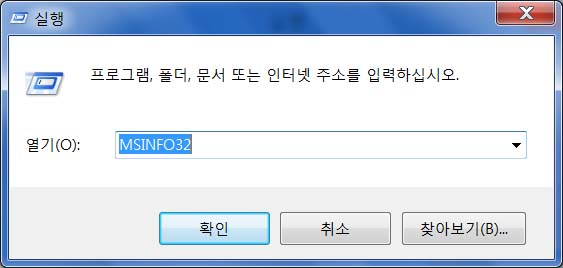 실행
프로그램, 폴더, 문서 또는 인터넷 주소를 입력하십시오.
열기(O): MSINFO32
확인 취소 찾아보기(B)...